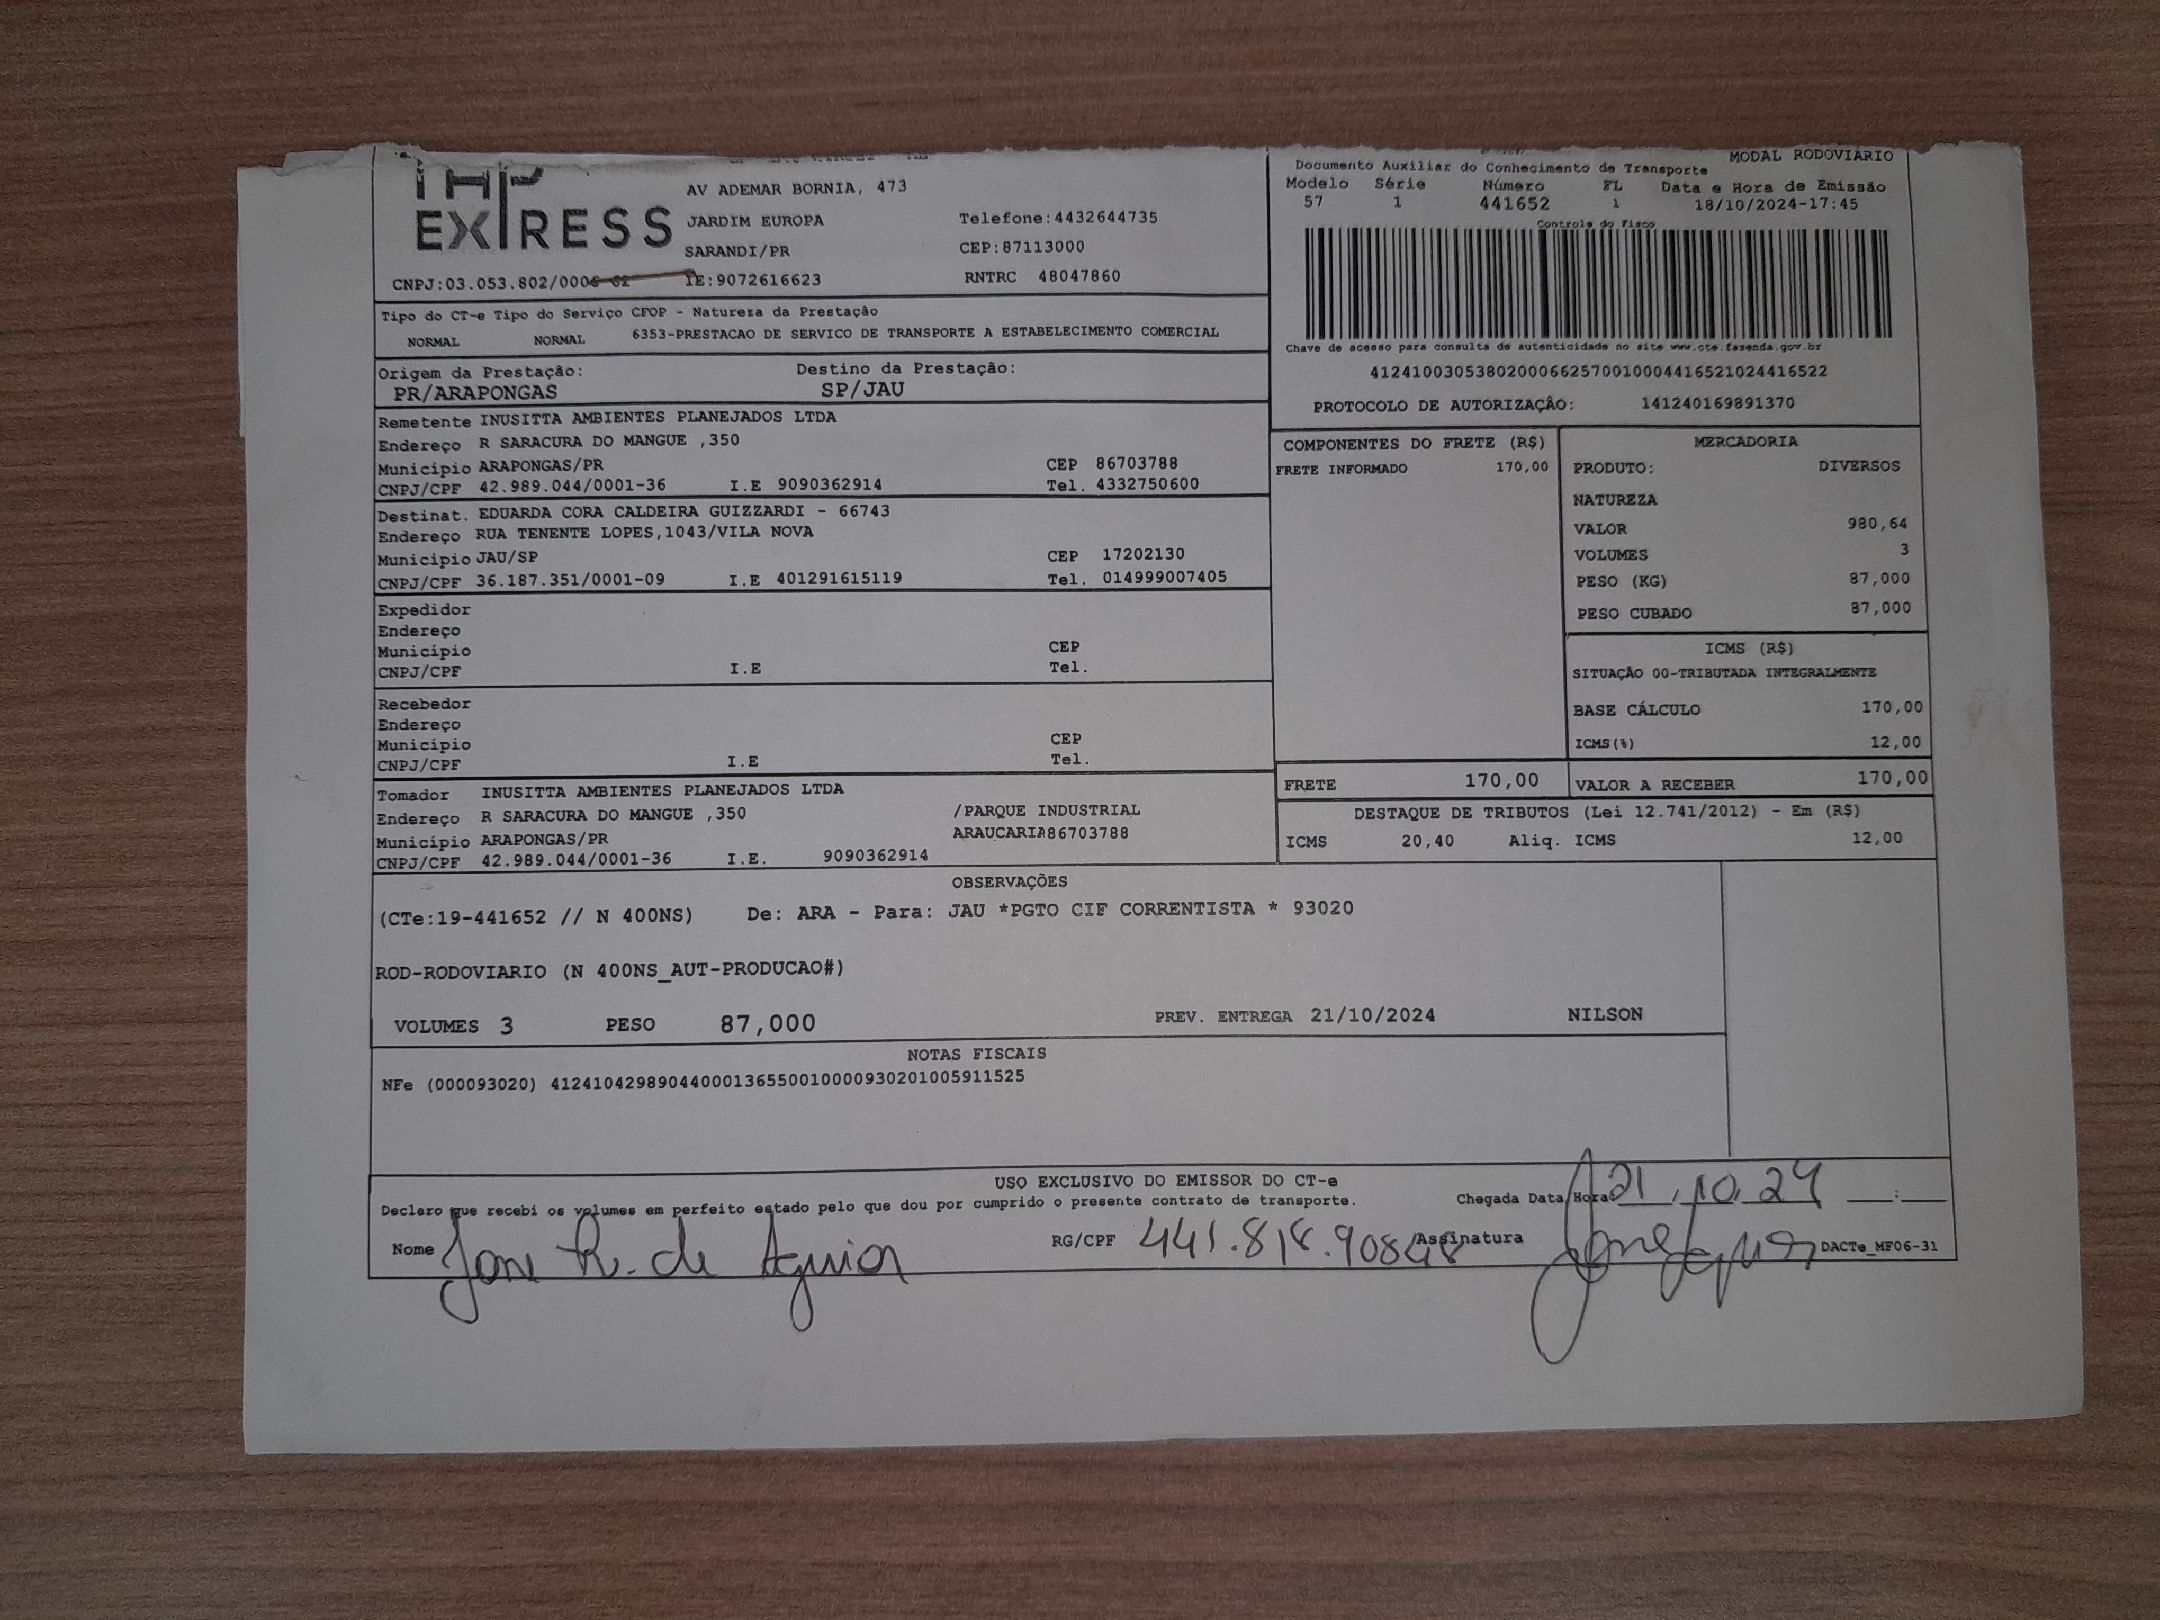 EXPRESS
AV ADEMAR BORNIA, 473
JARDIM EUROPA Telefone:4432644735
SARANDI/PR CEP:87113000
CNPJ:03.053.802/000 IE:9072616623 RNTRC 48047860
MODAL RODOVIÁRIO
Documento Auxiliar do Conhecimento de Transporte
Modelo Série Número FL Data e Hora de Emissão
57 1 441652 1 18/10/2024-17:45
Controle do Fisco
Chave de acesso para consulta de autenticidade no site www.cte.fazenda.gov.br
41241003053802000662570010004416521024416522
PROTOCOLO DE AUTORIZAÇÂO: 141240169891370
Tipo do CT-e Tipo do Serviço CFOP - Natureza da Prestação
NORMAL NORMAL 6353-PRESTACAO DE SERVICO DE TRANSPORTE A ESTABELECIMENTO COMERCIAL
Origem da Prestação: Destino da Prestação:
PR/ARAPONGAS SP/JAU
Remetente INUSITTA AMBIENTES PLANEJADOS LTDA
Endereço R SARACURA DO MANGUE ,350
Município ARAPONGAS/PR CEP 86703788
CNPJ/CPF 42.989.044/0001-36 I.E 9090362914 Tel. 4332750600
Destinat. EDUARDA CORA CALDEIRA GUIZZARDI - 66743
Endereço RUA TENENTE LOPES,1043/VILA NOVA
Município JAU/SP CEP 17202130
CNPJ/CPF 36.187.351/0001-09 I.E 401291615119 Tel. 014999007405
Expedidor
Endereço
Município CEP
CNPJ/CPF I.E Tel.
Recebedor
Endereço
Município CEP
CNPJ/CPF I.E Tel.
Tomador INUSITTA AMBIENTES PLANEJADOS LTDA
Endereço R SARACURA DO MANGUE ,350 /PARQUE INDUSTRIAL
Município ARAPONGAS/PR ARAUCARIA86703788
CNPJ/CPF 42.989.044/0001-36 I.E. 9090362914
COMPONENTES DO FRETE (R$)
FRETE INFORMADO 170,00
MERCADORIA
PRODUTO: DIVERSOS
NATUREZA
VALOR 980,64
VOLUMES 3
PESO (KG) 87,000
PESO CUBADO 87,000
ICMS (R$)
SITUAÇÃO 00-TRIBUTADA INTEGRALMENTE
BASE CÁLCULO 170,00
ICMS(%) 12,00
FRETE 170,00 VALOR A RECEBER 170,00
DESTAQUE DE TRIBUTOS (Lei 12.741/2012) - Em (R$)
ICMS 20,40 Aliq. ICMS 12,00
OBSERVAÇÕES
(CTe:19-441652 // N 400NS) De: ARA - Para: JAU *PGTO CIF CORRENTISTA * 93020
ROD-RODOVIARIO (N 400NS_AUT-PRODUCAO#)
VOLUMES 3 PESO 87,000 PREV. ENTREGA 21/10/2024 NILSON
NOTAS FISCAIS
NFe (000093020) 41241042989044000136550010000930201005911525
USO EXCLUSIVO DO EMISSOR DO CT-e
Declaro que recebi os volumes em perfeito estado pelo que dou por cumprido o presente contrato de transporte. Chegada Data/Hora 21.10.24 __:__
Nome Jone R. de Aguiar RG/CPF 441.818.90848 Assinatura DACTe_MF06-31